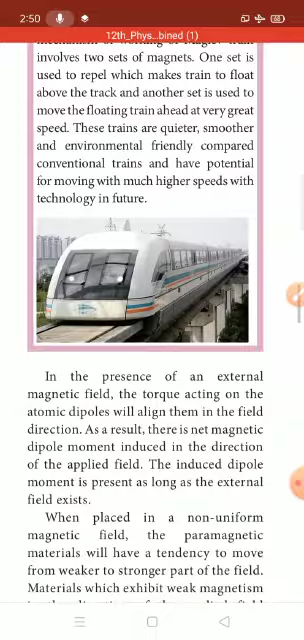 2:50
60
12th_Phys...bined (1)
mechanism of working of Maglev train
involves two sets of magnets. One set is
used to repel which makes train to float
above the track and another set is used to
move the floating train ahead at very great
speed. These trains are quieter, smoother
and environmental friendly compared
conventional trains and have potential
for moving with much higher speeds with
technology in future.
In the presence of an external
magnetic field, the torque acting on the
atomic dipoles will align them in the field
direction. As a result, there is net magnetic
dipole moment induced in the direction
of the applied field. The induced dipole
moment is present as long as the external
field exists.
When placed in a non-uniform
magnetic field, the paramagnetic
materials will have a tendency to move
from weaker to stronger part of the field.
Materials which exhibit weak magnetism